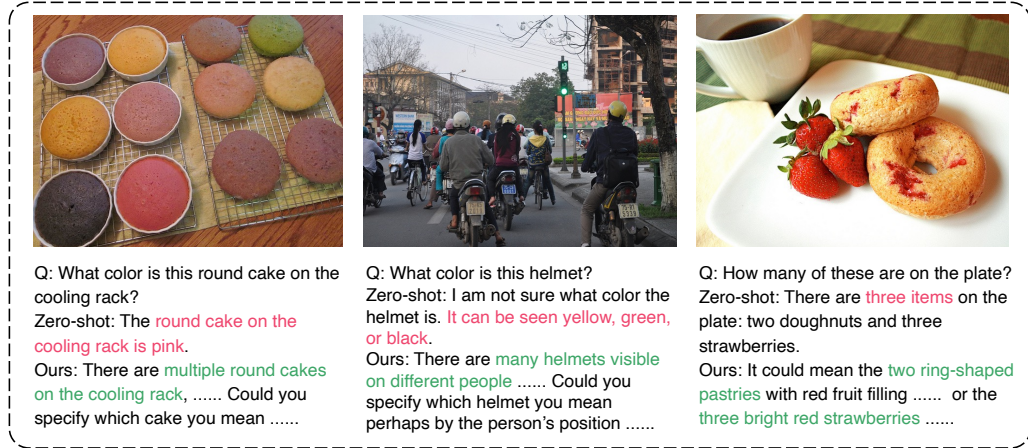 Q: What color is this round cake on the
cooling rack?
Zero-shot: The round cake on the
cooling rack is pink.
Ours: There are multiple round cakes
on the cooling rack, ...... Could you
specify which cake you mean ......
Q: What color is this helmet?
Zero-shot: I am not sure what color the
helmet is. It can be seen yellow, green,
or black.
Ours: There are many helmets visible
on different people ...... Could you
specify which helmet you mean
perhaps by the person's position ......
Q: How many of these are on the plate?
Zero-shot: There are three items on the
plate: two doughnuts and three
strawberries.
Ours: It could mean the two ring-shaped
pastries with red fruit filling ...... or the
three bright red strawberries ......